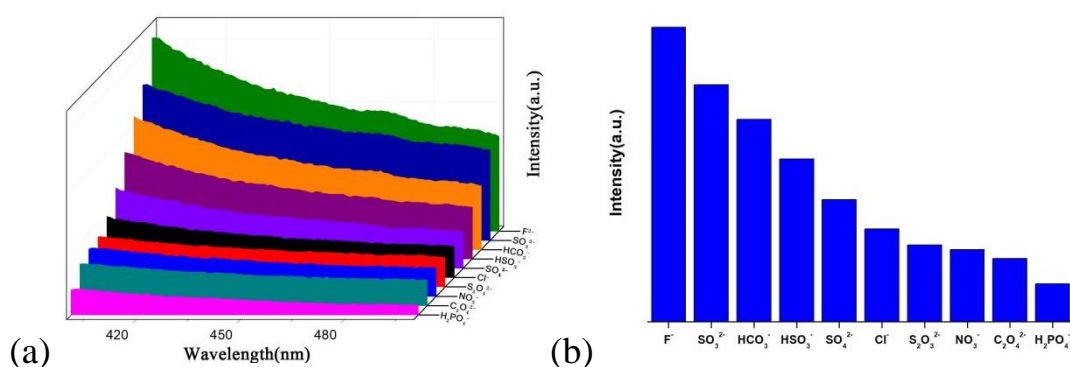 Intensity(a.u.)
F²⁻
SO₃²⁻
HCO₃⁻
HSO₃⁻
SO₄²⁻
Cl⁻
NO₃⁻
C₂O₄²⁻
H₂PO₄⁻
420
450
480
Wavelength(nm)
(a)
Intensity(a.u.)
F⁻
SO₃²⁻
HCO₃⁻
HSO₃⁻
SO₄²⁻
Cl⁻
S₂O₃²⁻
NO₃⁻
C₂O₄²⁻
H₂PO₄⁻
(b)